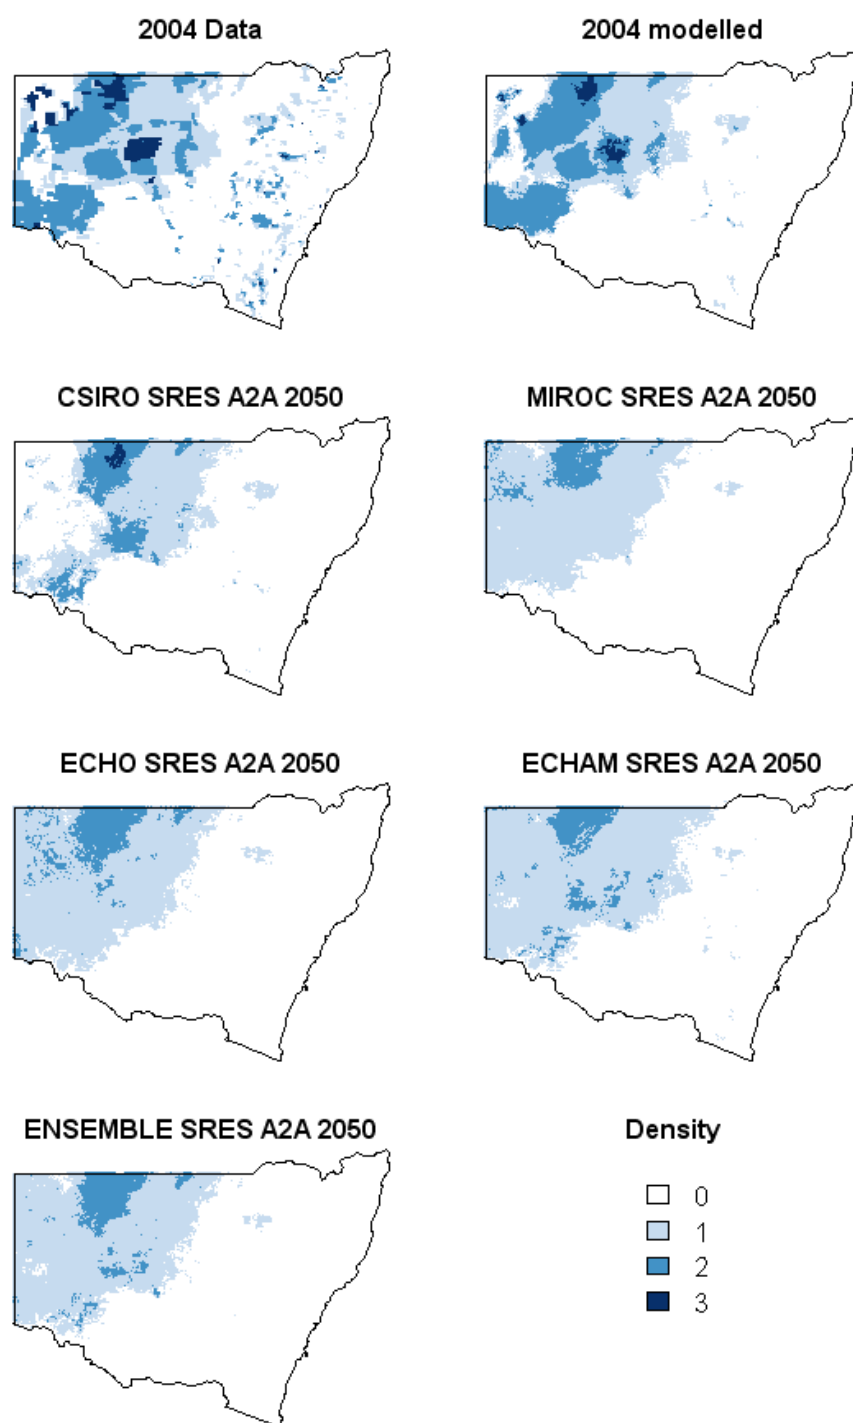 2004 Data
2004 modelled
CSIRO SRES A2A 2050
MIROC SRES A2A 2050
ECHO SRES A2A 2050
ECHAM SRES A2A 2050
ENSEMBLE SRES A2A 2050
Density
0
1
2
3